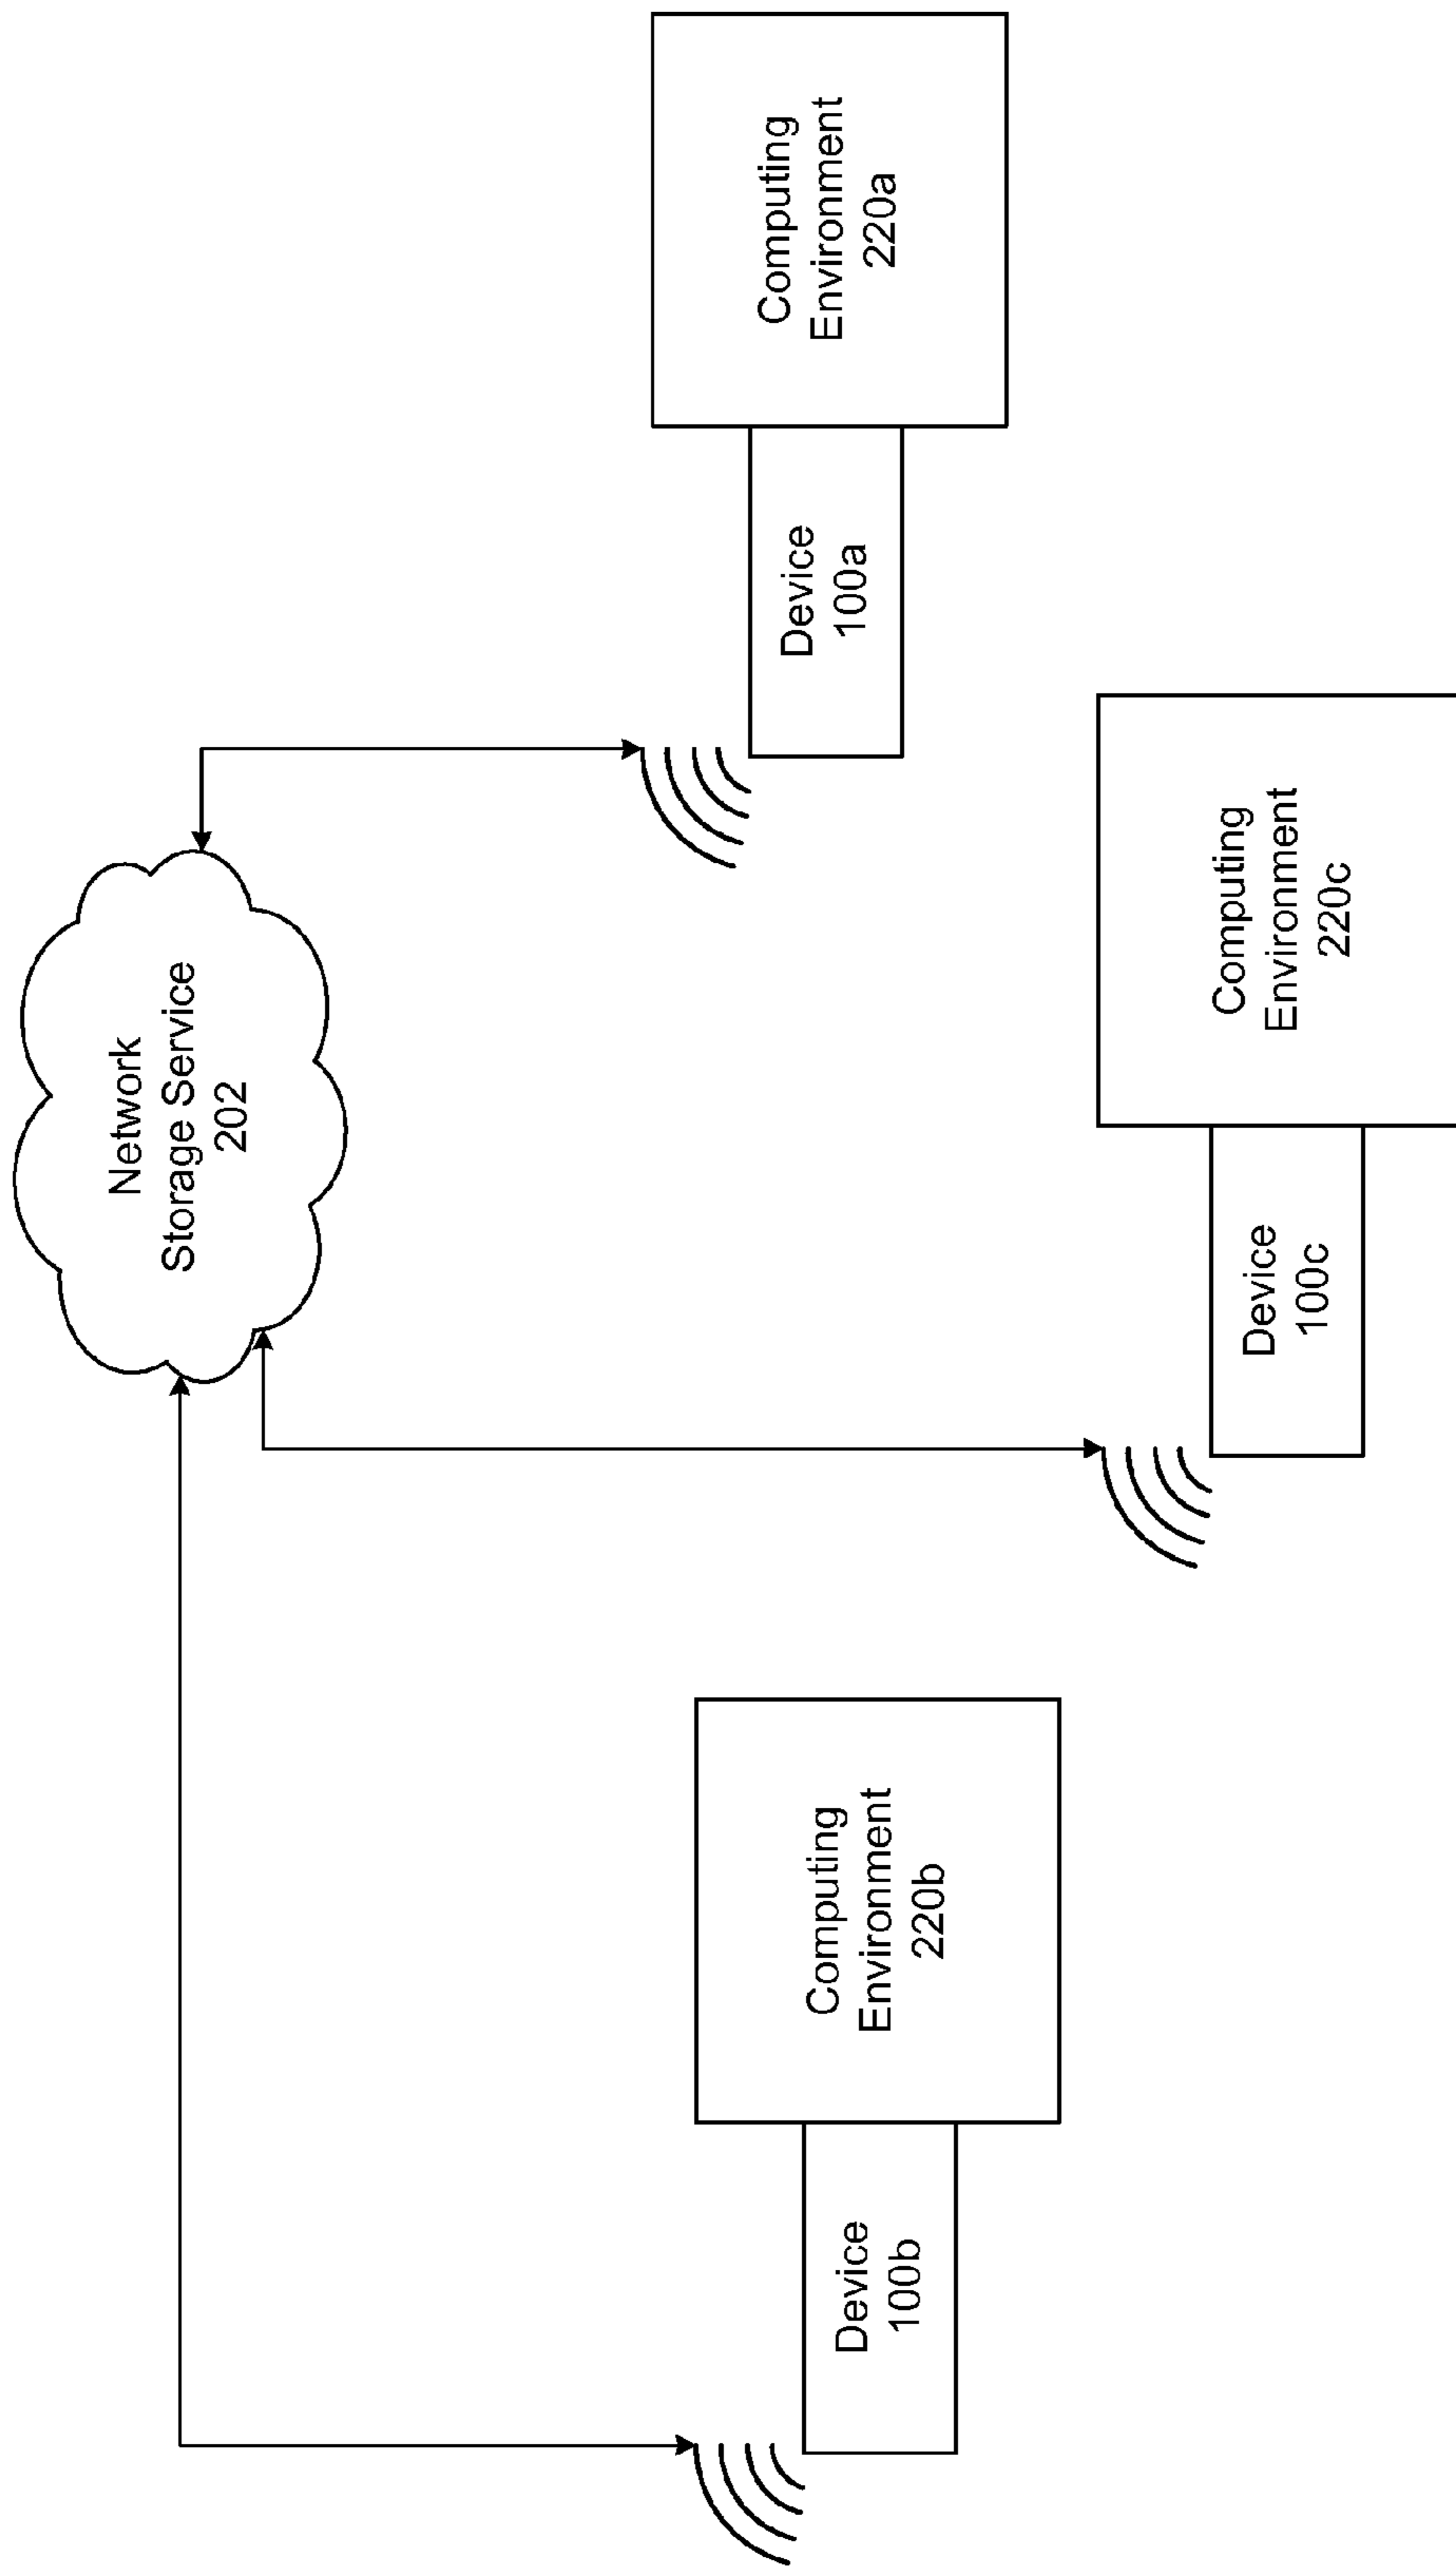 Network
Storage Service
202
Device
100b
Computing
Environment
220b
Device
100c
Computing
Environment
220c
Device
100a
Computing
Environment
220a